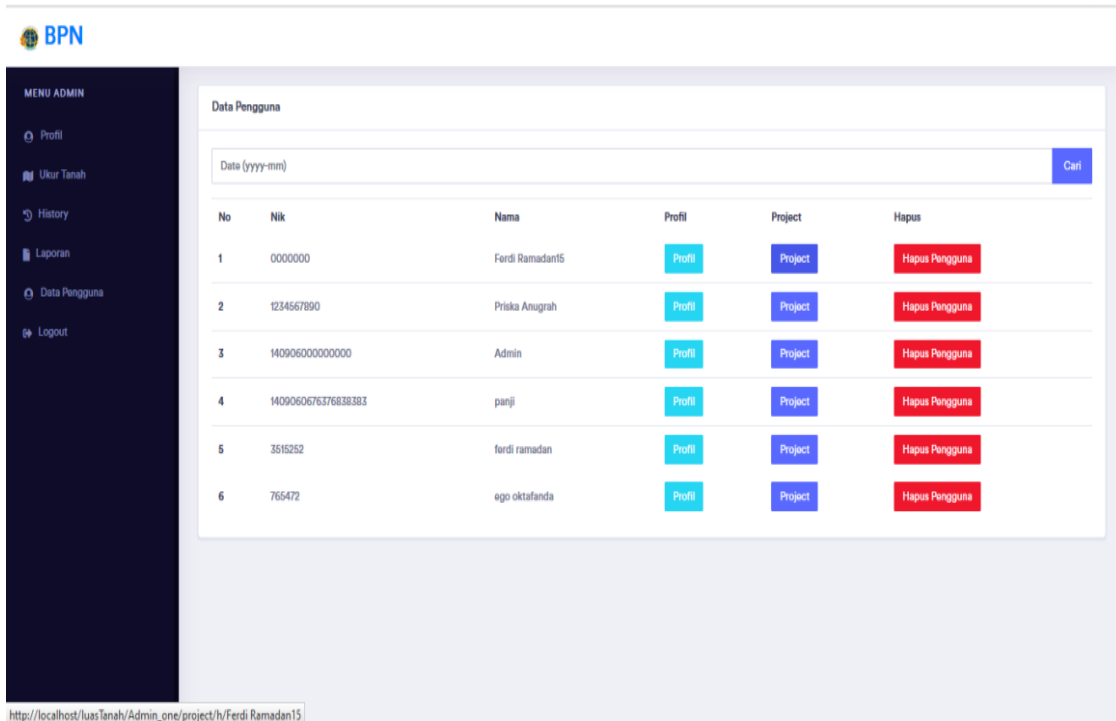 BPN
MENU ADMIN
Profil
Ukur Tanah
History
Laporan
Data Pengguna
Logout
Data Pengguna
Date (yyyy-mm) Cari
No Nik Nama Profil Project Hapus
1 0000000 Ferdi Ramadan15 Profil Project Hapus Pengguna
2 1234567890 Priska Anugrah Profil Project Hapus Pengguna
3 140906000000000 Admin Profil Project Hapus Pengguna
4 1409060676376838383 panji Profil Project Hapus Pengguna
5 3515252 ferdi ramadan Profil Project Hapus Pengguna
6 765472 ego oktafanda Profil Project Hapus Pengguna
http://localhost/luasTanah/Admin_one/project/h/Ferdi Ramadan15